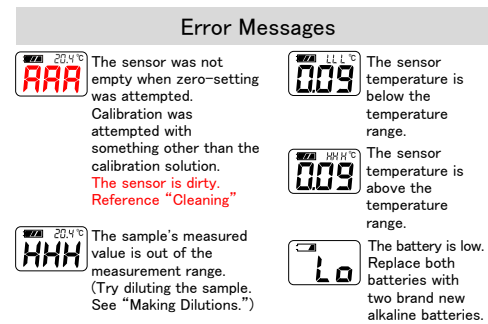 Error Messages
20.4℃
AAA
The sensor was not
empty when zero-setting
was attempted.
Calibration was
attempted with
something other than the
calibration solution.
The sensor is dirty.
Reference “Cleaning”
20.4℃
HHH
The sample's measured
value is out of the
measurement range.
(Try diluting the sample.
See “Making Dilutions.”)
LLL℃
0.09
The sensor
temperature is
below the
temperature
range.
HHH℃
0.09
The sensor
temperature is
above the
temperature
range.
Lo
The battery is low.
Replace both
batteries with
two brand new
alkaline batteries.